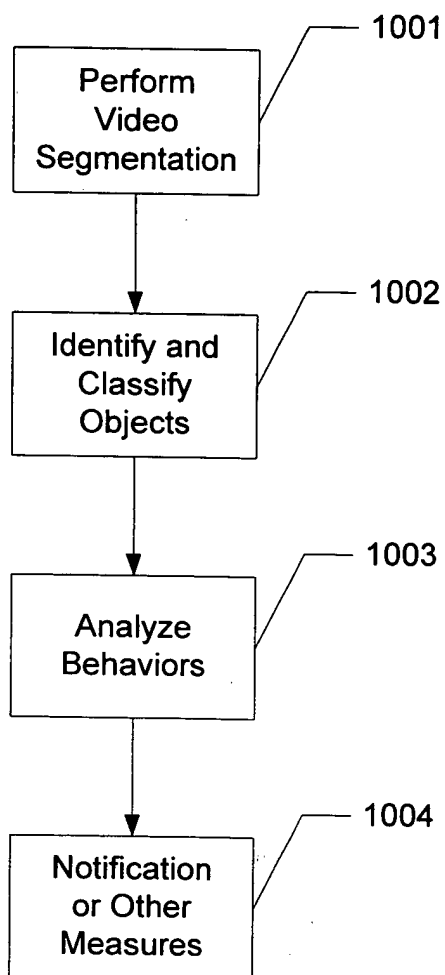 1001
Perform
Video
Segmentation
1002
Identify and
Classify
Objects
1003
Analyze
Behaviors
1004
Notification
or Other
Measures